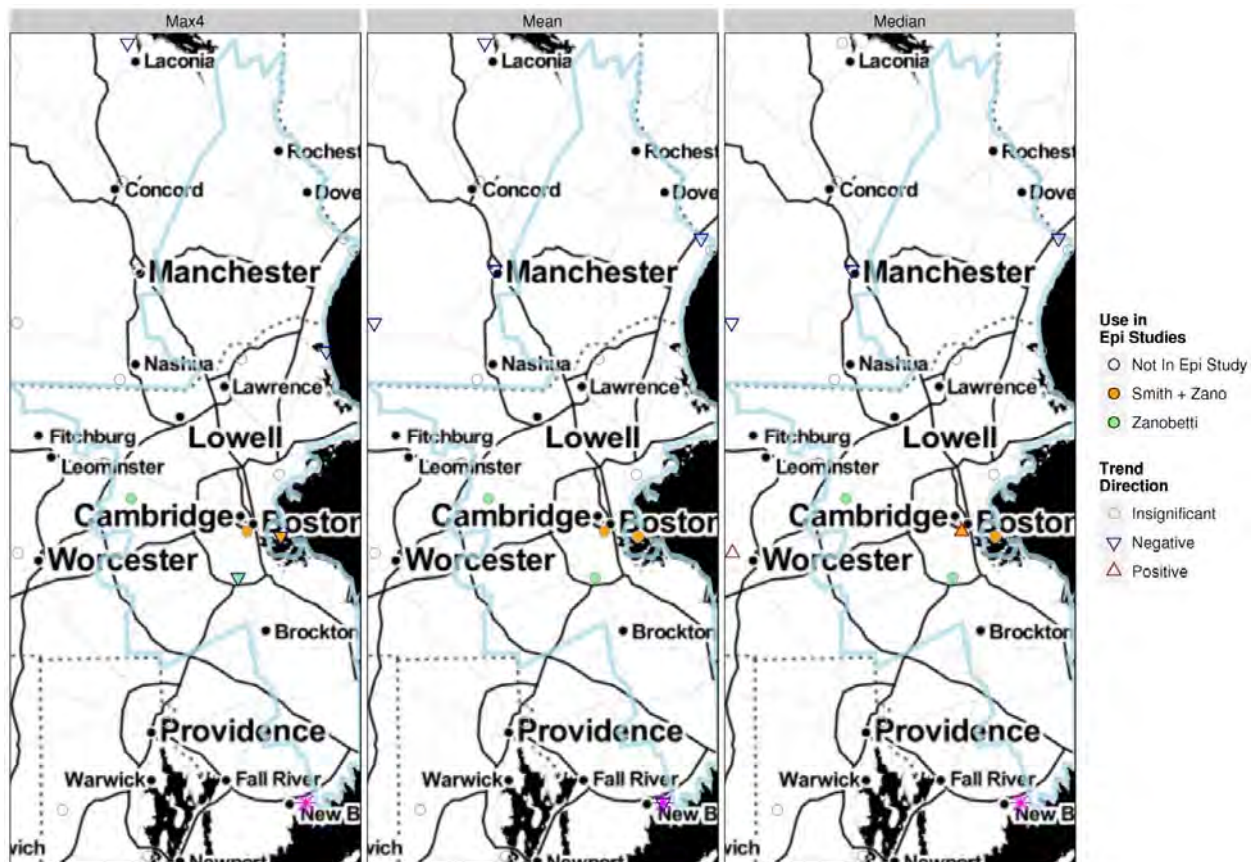 Max4
Mean
Median
Laconia
Laconia
Laconia
Rochest
Rochest
Rochest
Concord
Dove
Concord
Dove
Concord
Dove
Manchester
Manchester
Manchester
Nashua
Nashua
Nashua
Lawrence
Lawrence
Lawrence
Fitchburg
Lowell
Fitchburg
Lowell
Fitchburg
Lowell
Leominster
Leominster
Leominster
Cambridge
Boston
Cambridge
Boston
Cambridge
Boston
Worcester
Worcester
Worcester
Brockton
Brockton
Brockton
Providence
Providence
Providence
Warwick
Fall River
Warwick
Fall River
Warwick
Fall River
New B
New B
New B
wich
Newport
wich
Newport
wich
Newport
Use in
Epi Studies
Not In Epi Study
Smith + Zano
Zanobetti
Trend
Direction
Insignificant
Negative
Positive